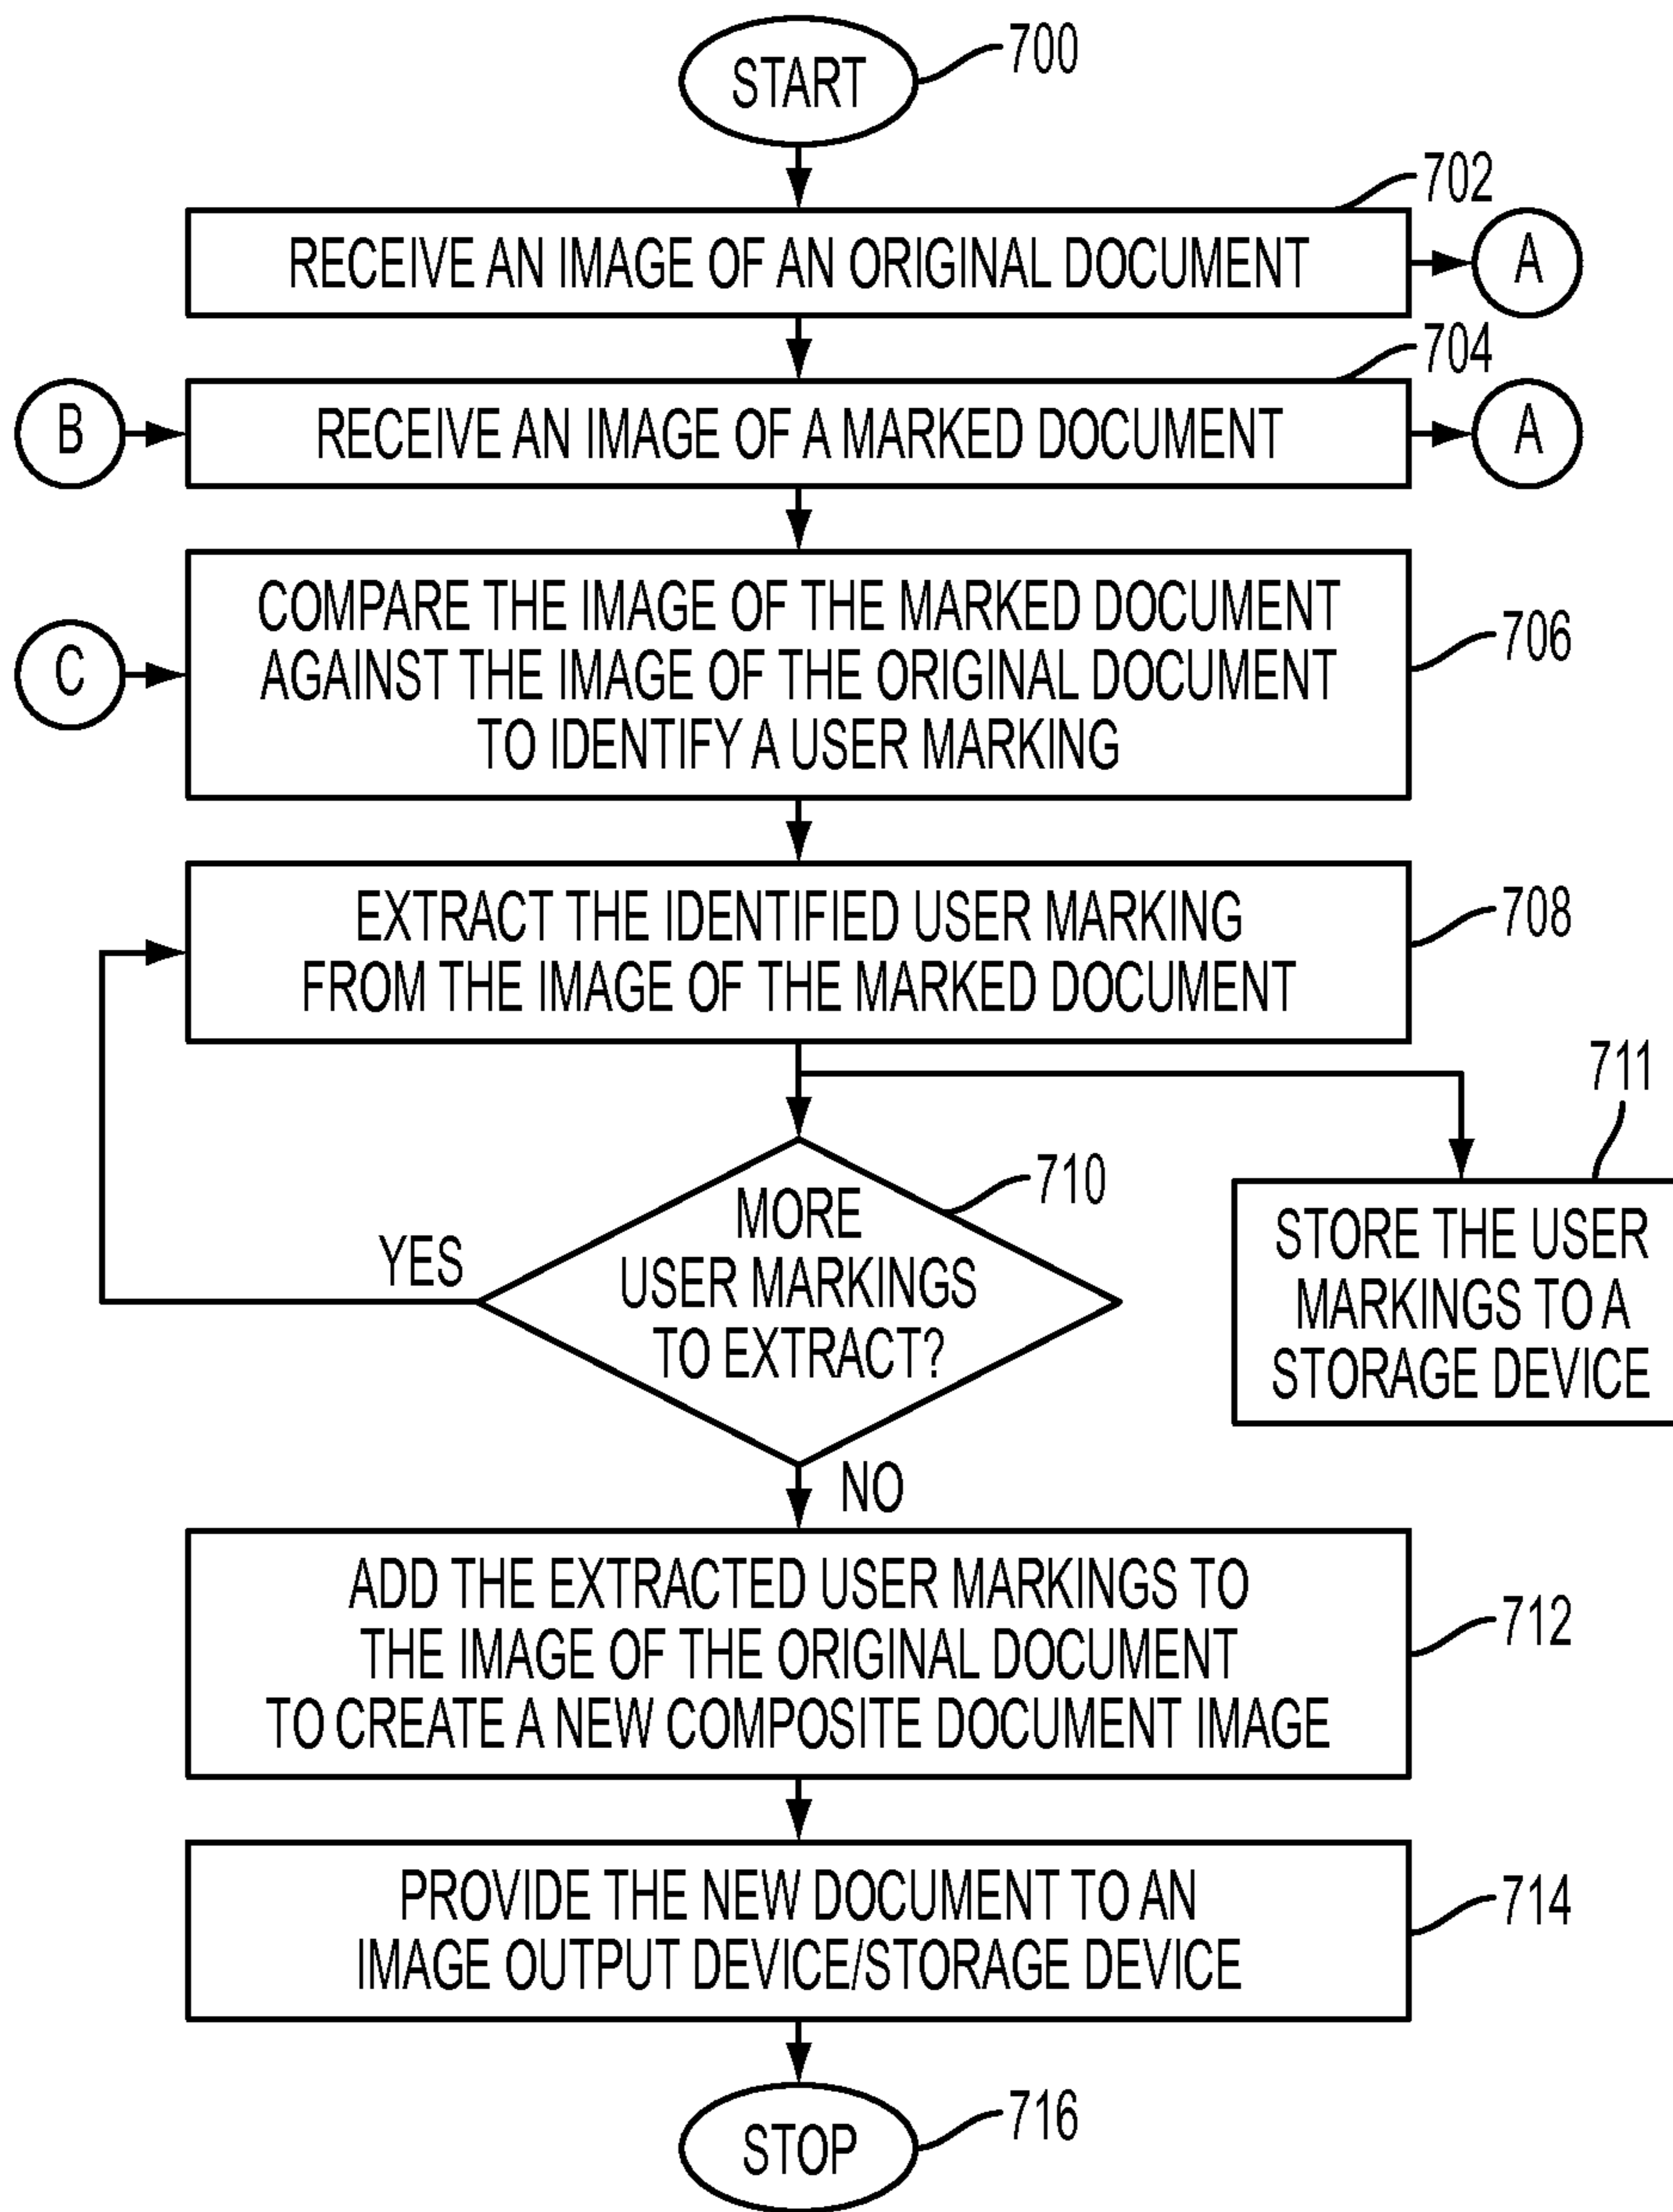 START
700
702
RECEIVE AN IMAGE OF AN ORIGINAL DOCUMENT
A
704
B
RECEIVE AN IMAGE OF A MARKED DOCUMENT
A
COMPARE THE IMAGE OF THE MARKED DOCUMENT
AGAINST THE IMAGE OF THE ORIGINAL DOCUMENT
TO IDENTIFY A USER MARKING
706
C
EXTRACT THE IDENTIFIED USER MARKING
FROM THE IMAGE OF THE MARKED DOCUMENT
708
711
710
MORE
USER MARKINGS
TO EXTRACT?
YES
STORE THE USER
MARKINGS TO A
STORAGE DEVICE
NO
ADD THE EXTRACTED USER MARKINGS TO
THE IMAGE OF THE ORIGINAL DOCUMENT
TO CREATE A NEW COMPOSITE DOCUMENT IMAGE
712
PROVIDE THE NEW DOCUMENT TO AN
IMAGE OUTPUT DEVICE/STORAGE DEVICE
714
STOP
716